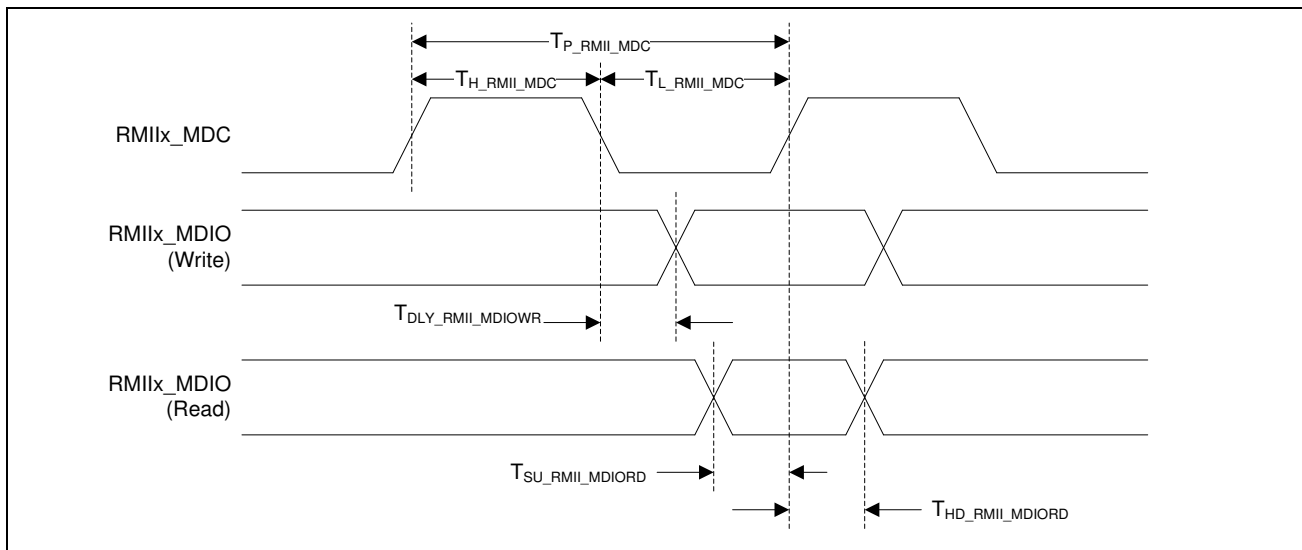 TP_RMII_MDC
TH_RMII_MDC TL_RMII_MDC
RMIIx_MDC
RMIIx_MDIO
(Write)
TDLY_RMII_MDIOWR
RMIIx_MDIO
(Read)
TSU_RMII_MDIORD
THD_RMII_MDIORD